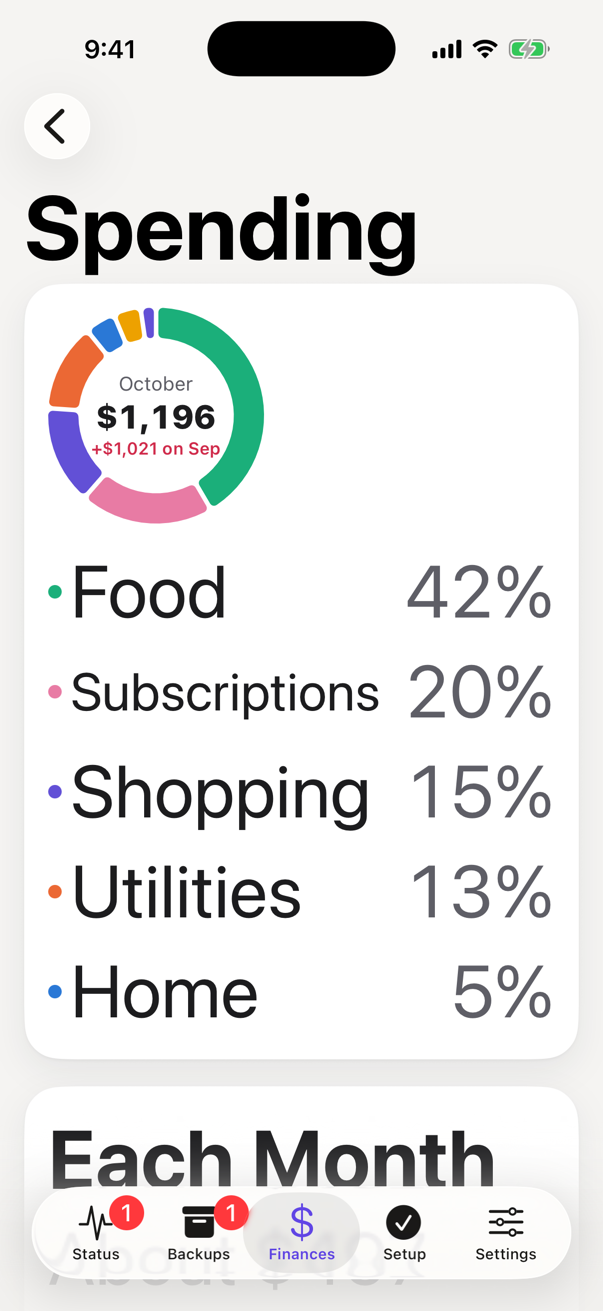 9:41
Spending
October
$1,196
+$1,021 on Sep
Food 42%
Subscriptions 20%
Shopping 15%
Utilities 13%
Home 5%
Each Month
About
1
1
Status Backups Finances Setup Settings